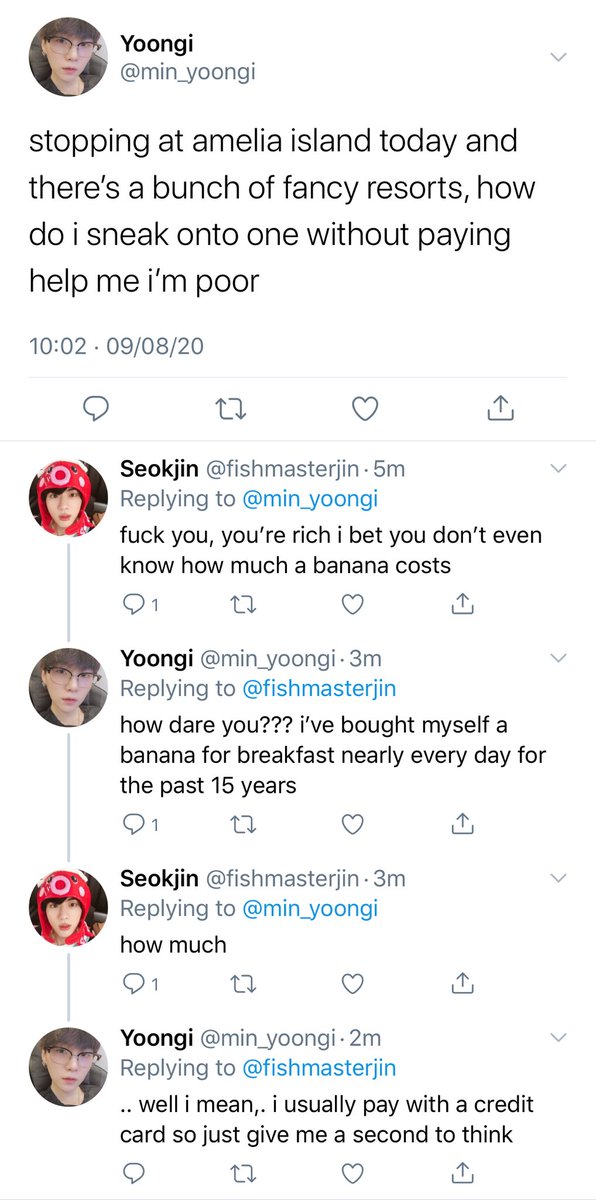 Yoongi
@min_yoongi
stopping at amelia island today and
there’s a bunch of fancy resorts, how
do i sneak onto one without paying
help me i’m poor
10:02 · 09/08/20
Seokjin @fishmasterjin · 5m
Replying to @min_yoongi
fuck you, you’re rich i bet you don’t even
know how much a banana costs
1
Yoongi @min_yoongi · 3m
Replying to @fishmasterjin
how dare you??? i’ve bought myself a
banana for breakfast nearly every day for
the past 15 years
1
Seokjin @fishmasterjin · 3m
Replying to @min_yoongi
how much
1
Yoongi @min_yoongi · 2m
Replying to @fishmasterjin
.. well i mean,. i usually pay with a credit
card so just give me a second to think